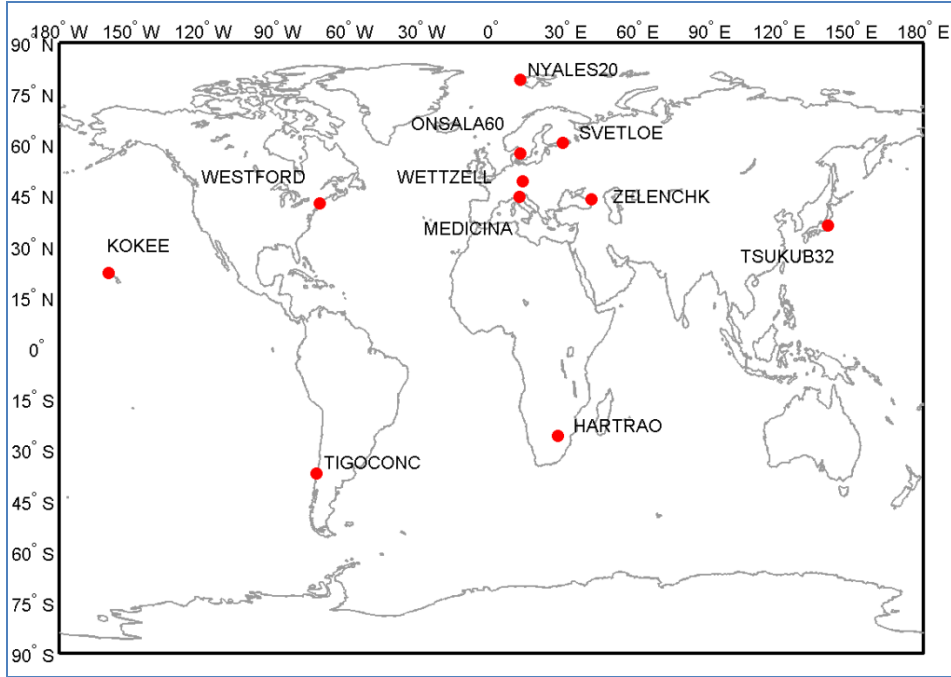 180° W 150° W 120° W 90° W 60° W 30° W 0° 30° E 60° E 90° E 120° E 150° E 180° E
90° N
NYALES20
75° N
ONSALA60
SVETLOE
60° N
WESTFORD
WETTZELL
ZELENCHK
45° N
MEDICINA
KOKEE
TSUKUB32
30° N
15° N
0°
15° S
HARTRAO
30° S
TIGOCONC
45° S
60° S
75° S
90° S